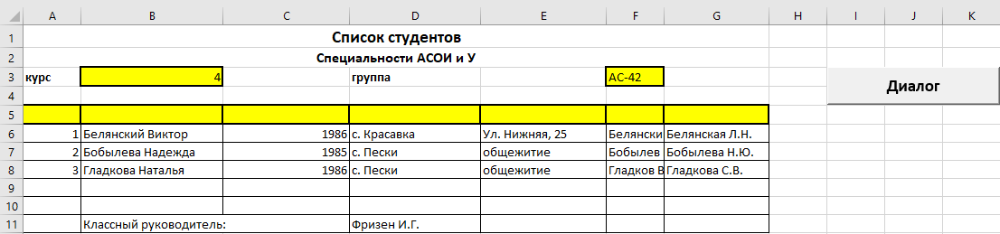 A B C D E F G H I J K
1 Список студентов
2 Специальности АСОИ и У
3 курс 4 группа АС-42
Диалог
4
5
6 1 Белянский Виктор 1986 с. Красавка Ул. Нижняя, 25 Белянски Белянская Л.Н.
7 2 Бобылева Надежда 1985 с. Пески общежитие Бобылев Бобылева Н.Ю.
8 3 Гладкова Наталья 1986 с. Пески общежитие Гладков В Гладкова С.В.
9
10
11 Классный руководитель: Фризен И.Г.